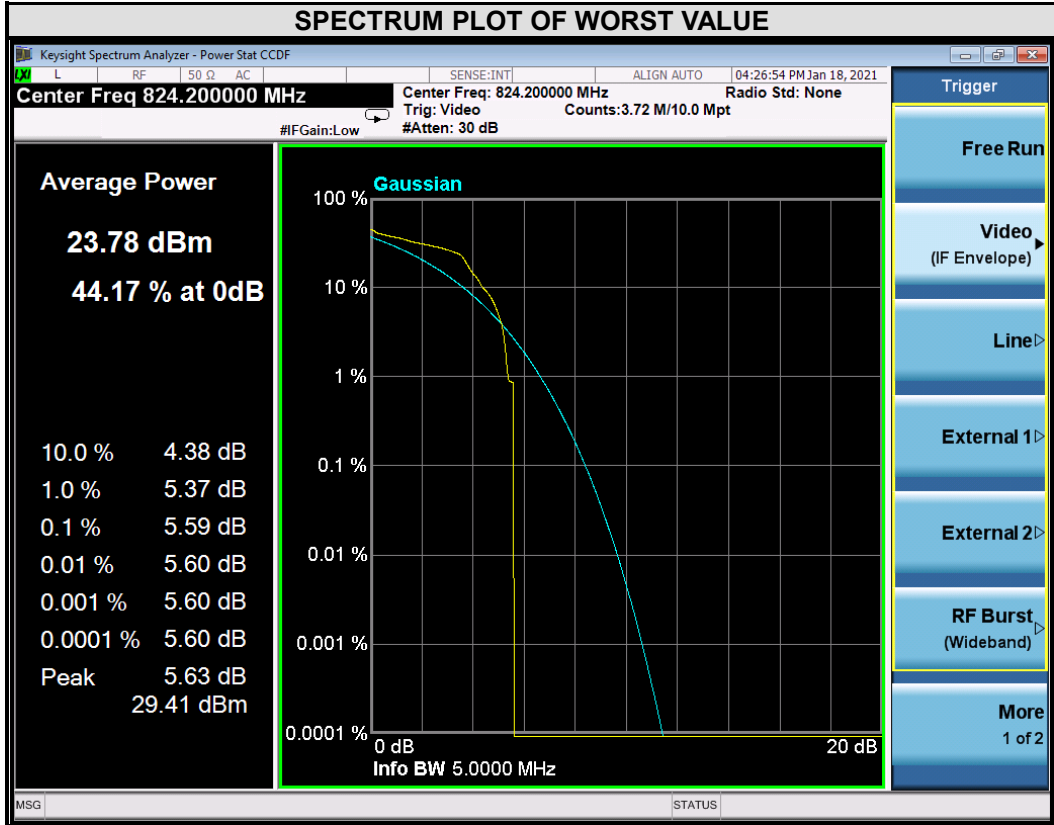 SPECTRUM PLOT OF WORST VALUE
Keysight Spectrum Analyzer - Power Stat CCDF
LXI L RF 50 Ω AC SENSE:INT ALIGN AUTO 04:26:54 PM Jan 18, 2021
Center Freq 824.200000 MHz
Center Freq: 824.200000 MHz Radio Std: None
Trig: Video Counts:3.72 M/10.0 Mpt
#IFGain:Low #Atten: 30 dB
Average Power
23.78 dBm
44.17 % at 0dB
10.0 % 4.38 dB
1.0 % 5.37 dB
0.1 % 5.59 dB
0.01 % 5.60 dB
0.001 % 5.60 dB
0.0001 % 5.60 dB
Peak 5.63 dB
29.41 dBm
Gaussian
100 %
10 %
1 %
0.1 %
0.01 %
0.001 %
0.0001 %
0 dB 20 dB
Info BW 5.0000 MHz
Trigger
Free Run
Video
(IF Envelope)
Line
External 1
External 2
RF Burst
(Wideband)
More
1 of 2
MSG STATUS